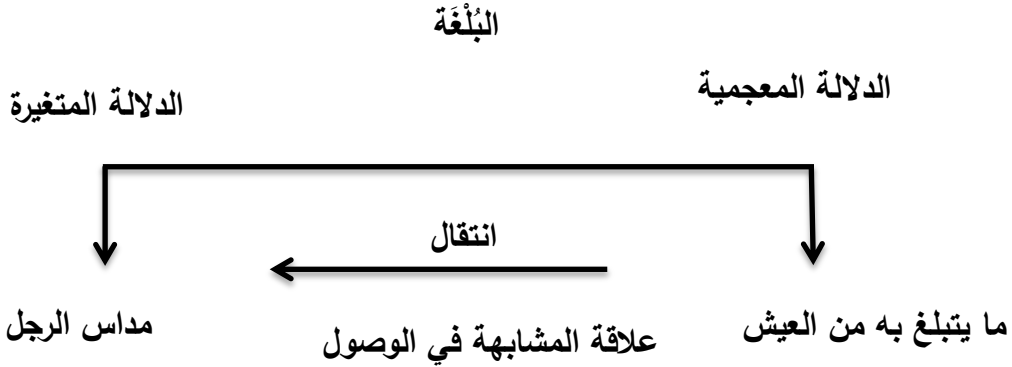 البُلْغَة
الدلالة المعجمية
الدلالة المتغيرة
انتقال
ما يتبلغ به من العيش
علاقة المشابهة في الوصول
مداس الرجل